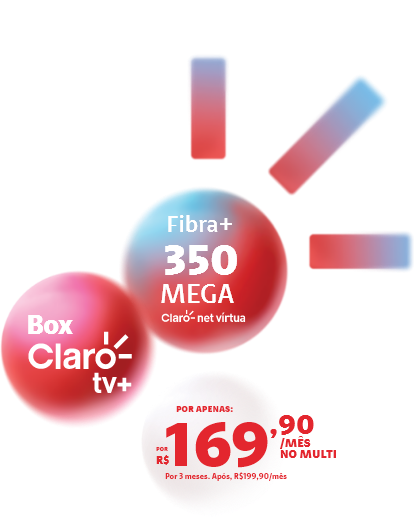 Fibra+
350
MEGA
Claro net vírtua
Box
Claro
tv+
POR APENAS:
POR R$ 169,90 /MÊS NO MULTI
Por 3 meses. Após, R$199,90/mês